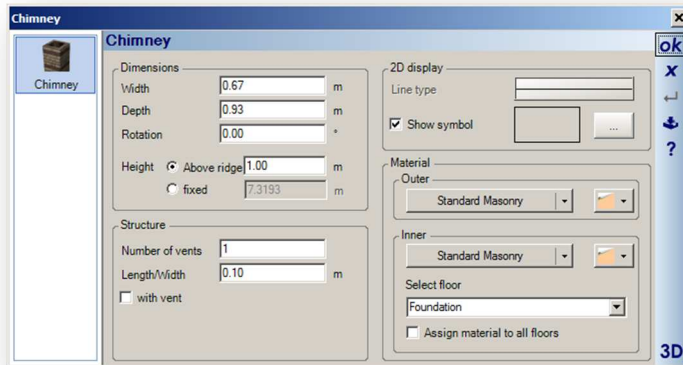 Chimney
Chimney
Chimney
ok
x
?
3D
Dimensions
Width 0.67 m
Depth 0.93 m
Rotation 0.00 °
Height Above ridge 1.00 m
fixed 7.3193 m
Structure
Number of vents 1
Length/Width 0.10 m
with vent
2D display
Line type
Show symbol ...
Material
Outer
Standard Masonry
Inner
Standard Masonry
Select floor
Foundation
Assign material to all floors